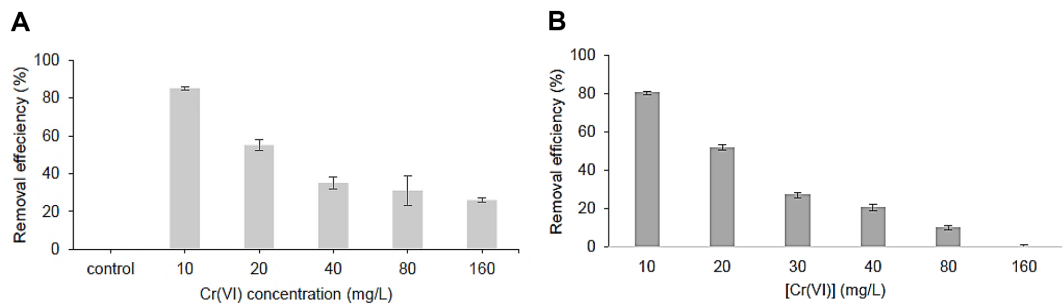 A
100
80
60
40
20
0
Removal effeciency (%)
control 10 20 40 80 160
Cr(VI) concentration (mg/L)
B
100
80
60
40
20
0
Removal efficiency (%)
10 20 30 40 80 160
[Cr(VI)] (mg/L)